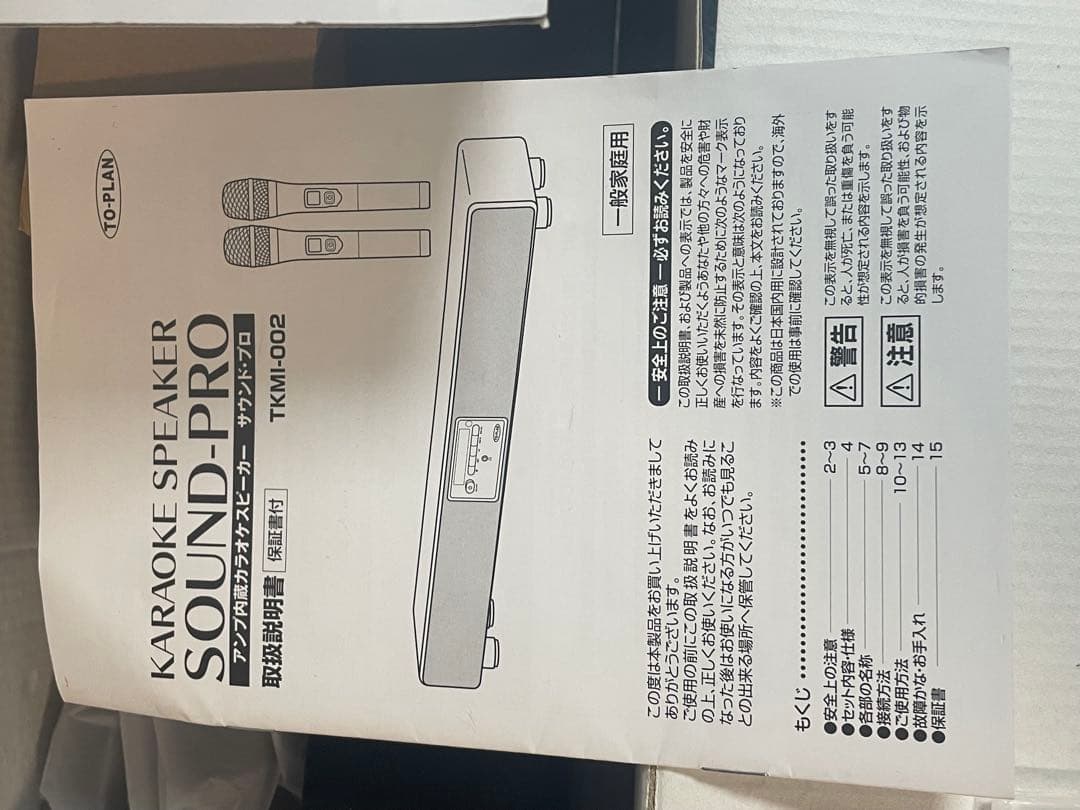 TO-PLAN
KARAOKE SPEAKER
SOUND-PRO
アンプ内蔵カラオケスピーカー サウンド・プロ
取扱説明書 保証書付
TKMI-002
一般家庭用
この度は本製品をお買い上げいただきまして
ありがとうございます。
ご使用の前にこの取扱説明書をよくお読み
の上、正しくお使いください。なお、お読みに
なった後はお使いになる方がいつでも見るこ
との出来る場所へ保管してください。
もくじ
●安全上の注意 2~3
●セット内容・仕様 4
●各部の名称 5~7
●接続方法 8~9
●ご使用方法 10~13
●故障かな・お手入れ 14
●保証書 15
ー 安全上のご注意 ー 必ずお読みください。
この取扱説明書、および製品への表示では、製品を安全に
正しくお使いいただくようあなたや他の方々への危害や財
産への損害を未然に防止するために次のようなマーク表示
を行なっています。その表示と意味は次のようになっており
ます。内容をよくご確認の上、本文をお読みください。
※この商品は日本国内用に設計されておりますので、海外
での使用は事前に確認してください。
警告
この表示を無視して誤った取り扱いをす
ると、人が死亡、または重傷を負う可能
性が想定される内容を示します。
注意
この表示を無視して誤った取り扱いをす
ると、人が損害を負う可能性、および物
的損害の発生が想定される内容を示
します。